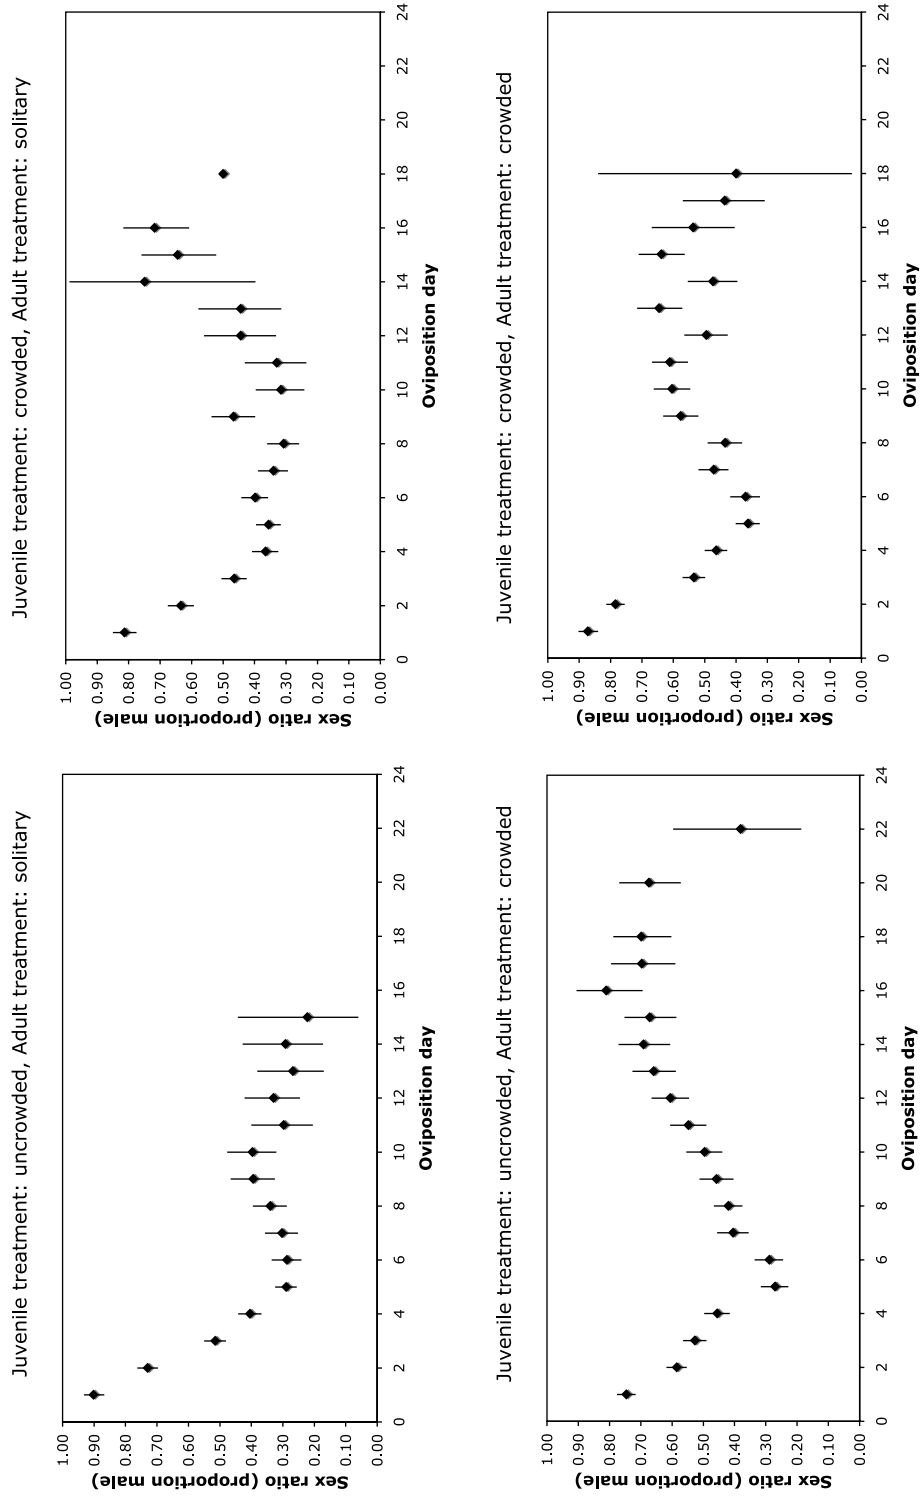 Juvenile treatment: uncrowded, Adult treatment: solitary
Sex ratio (proportion male)
1.00
0.90
0.80
0.70
0.60
0.50
0.40
0.30
0.20
0.10
0.00
0 2 4 6 8 10 12 14 16 18 20 22 24
Oviposition day
Juvenile treatment: crowded, Adult treatment: solitary
Sex ratio (proportion male)
1.00
0.90
0.80
0.70
0.60
0.50
0.40
0.30
0.20
0.10
0.00
0 2 4 6 8 10 12 14 16 18 20 22 24
Oviposition day
Juvenile treatment: uncrowded, Adult treatment: crowded
Sex ratio (proportion male)
1.00
0.90
0.80
0.70
0.60
0.50
0.40
0.30
0.20
0.10
0.00
0 2 4 6 8 10 12 14 16 18 20 22 24
Oviposition day
Juvenile treatment: crowded, Adult treatment: crowded
Sex ratio (proportion male)
1.00
0.90
0.80
0.70
0.60
0.50
0.40
0.30
0.20
0.10
0.00
0 2 4 6 8 10 12 14 16 18 20 22 24
Oviposition day